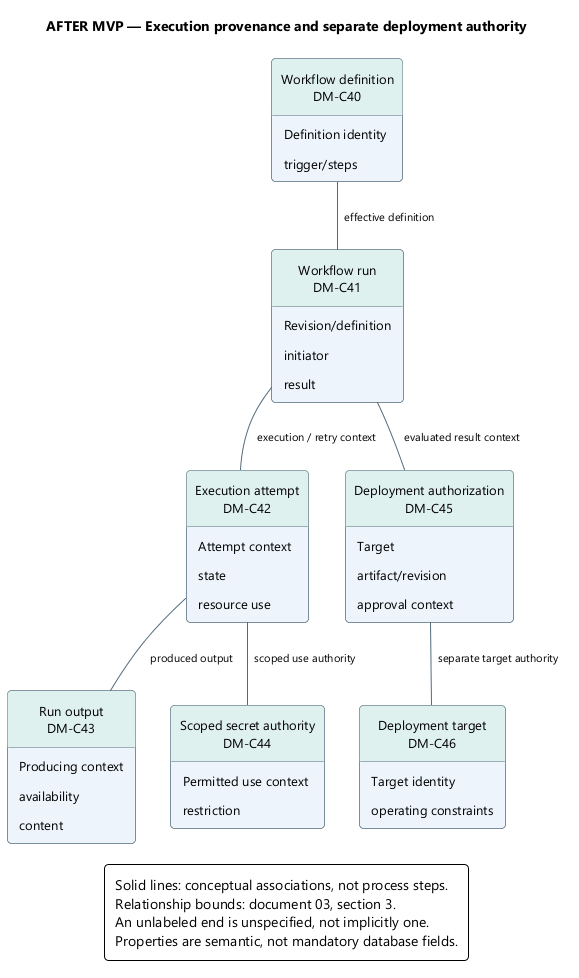 AFTER MVP — Execution provenance and separate deployment authority
Workflow definition
DM-C40
Definition identity
trigger/steps
effective definition
Workflow run
DM-C41
Revision/definition
initiator
result
execution / retry context
evaluated result context
Execution attempt
DM-C42
Attempt context
state
resource use
Deployment authorization
DM-C45
Target
artifact/revision
approval context
produced output
scoped use authority
separate target authority
Run output
DM-C43
Producing context
availability
content
Scoped secret authority
DM-C44
Permitted use context
restriction
Deployment target
DM-C46
Target identity
operating constraints
Solid lines: conceptual associations, not process steps.
Relationship bounds: document 03, section 3.
An unlabeled end is unspecified, not implicitly one.
Properties are semantic, not mandatory database fields.